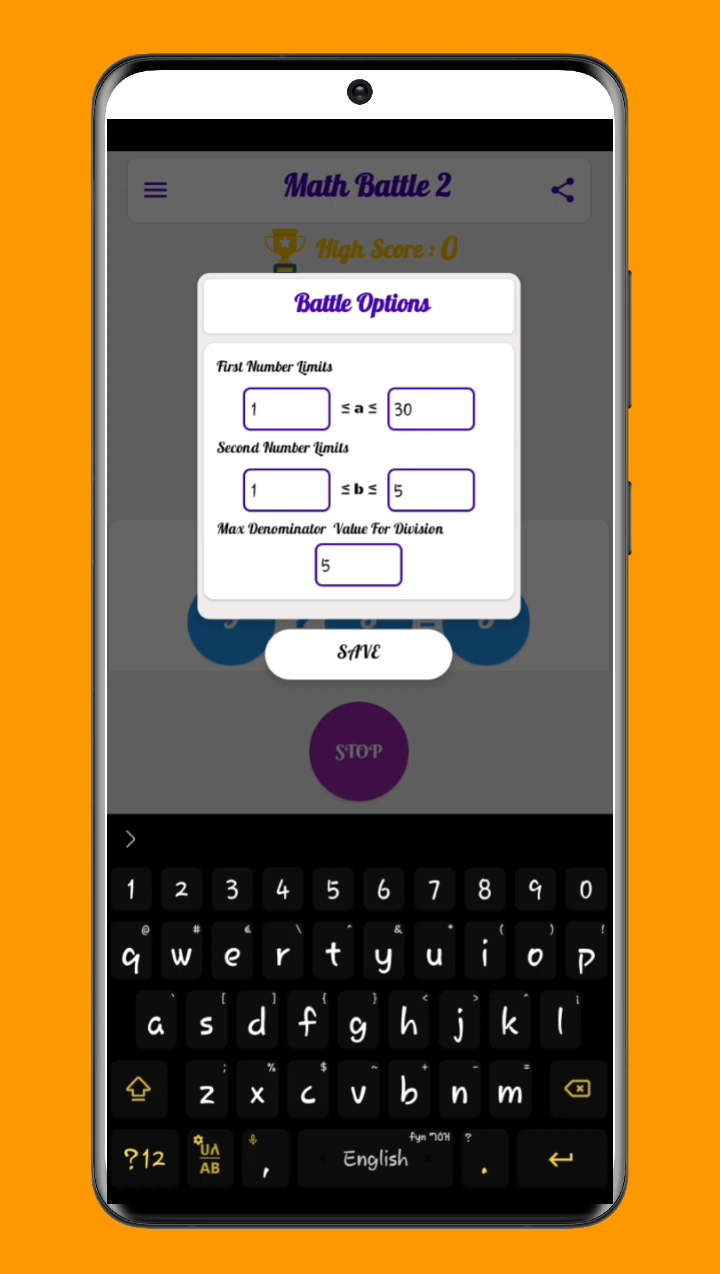 Math Battle 2
High Score : 0
Battle Options
First Number Limits
1 ≤ a ≤ 30
Second Number Limits
1 ≤ b ≤ 5
Max Denominator Value For Division
5
SAVE
STOP
1 2 3 4 5 6 7 8 9 0
q w e r t y u i o p
a s d f g h j k l
z x c v b n m
?12 , English .